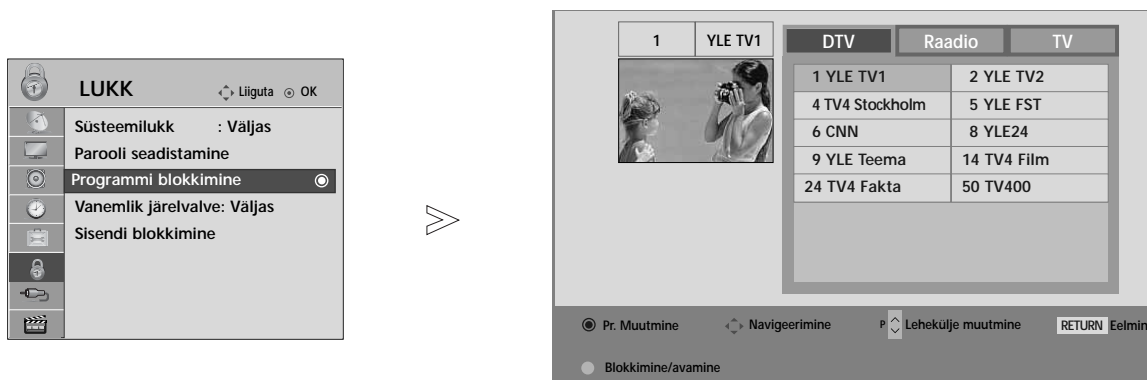 LUKK Liiguta OK
Süsteemilukk : Väljas
Parooli seadistamine
Programmi blokkimine
Vanemlik järelvalve: Väljas
Sisendi blokkimine
1 YLE TV1
DTV Raadio TV
1 YLE TV1 2 YLE TV2
4 TV4 Stockholm 5 YLE FST
6 CNN 8 YLE24
9 YLE Teema 14 TV4 Film
24 TV4 Fakta 50 TV400
Pr. Muutmine Navigeerimine P Lehekülje muutmine RETURN Eelmin
Blokkimine/avamine